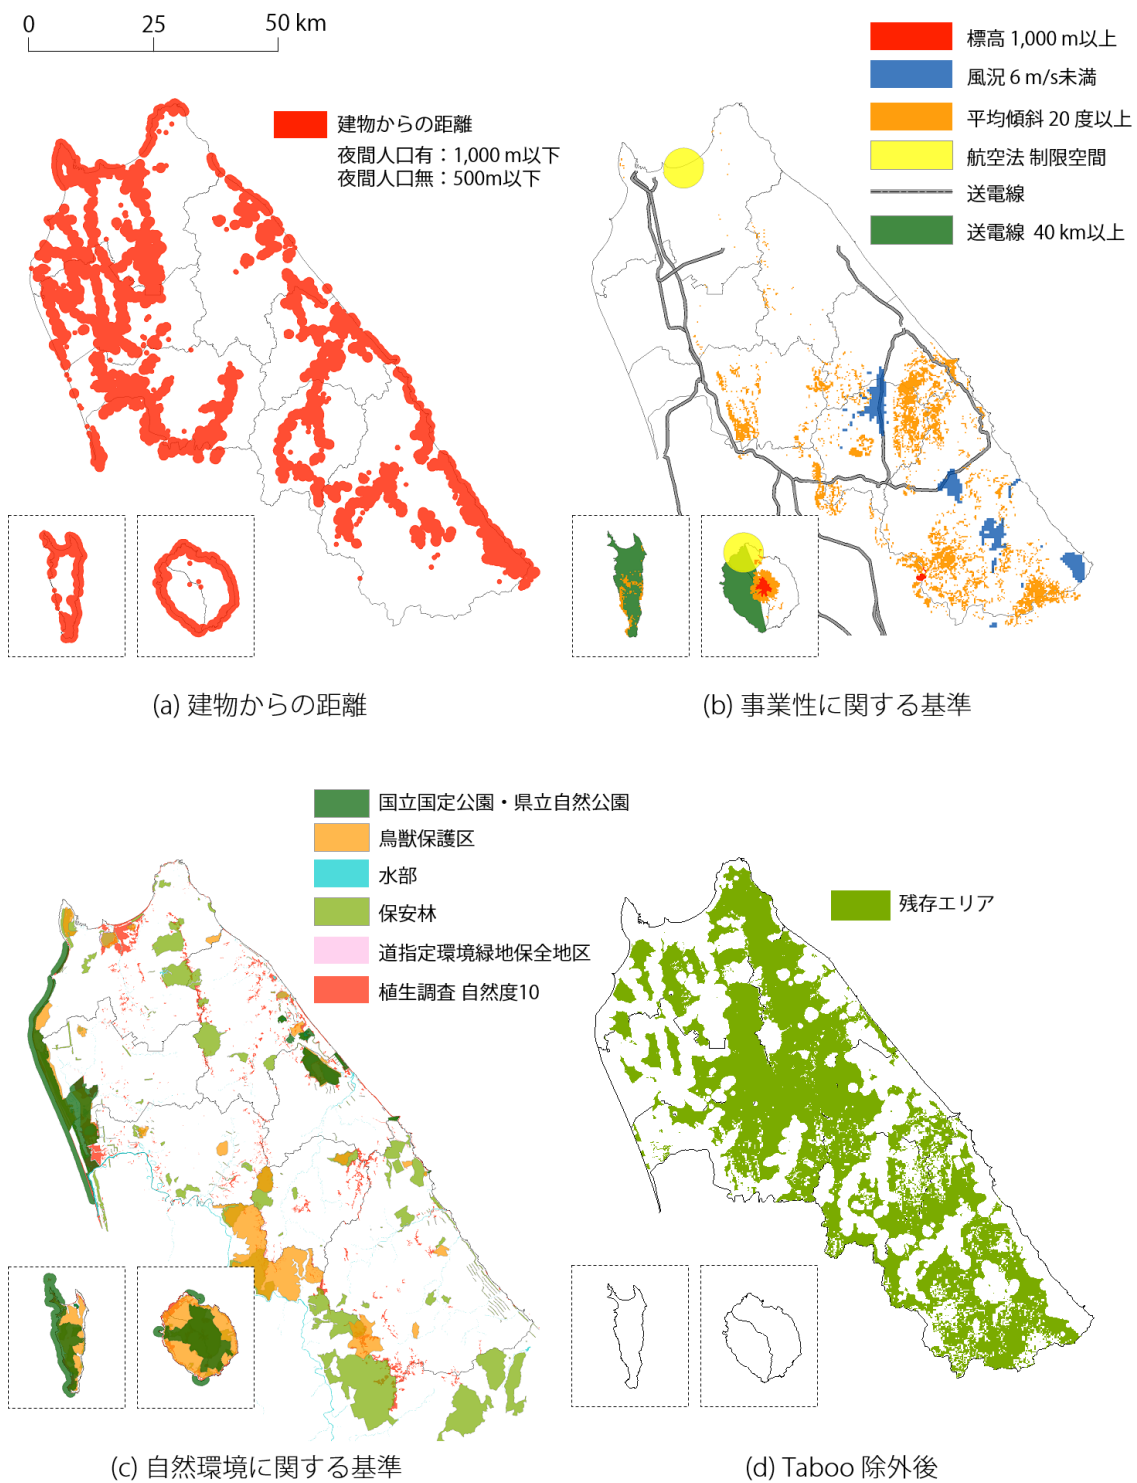 0 25 50 km
建物からの距離
夜間人口有：1,000 m以下
夜間人口無：500m以下
(a) 建物からの距離
標高 1,000 m以上
風況 6 m/s未満
平均傾斜 20 度以上
航空法 制限空間
送電線
送電線 40 km以上
(b) 事業性に関する基準
国立国定公園・県立自然公園
鳥獣保護区
水部
保安林
道指定環境緑地保全地区
植生調査 自然度10
(c) 自然環境に関する基準
残存エリア
(d) Taboo 除外後